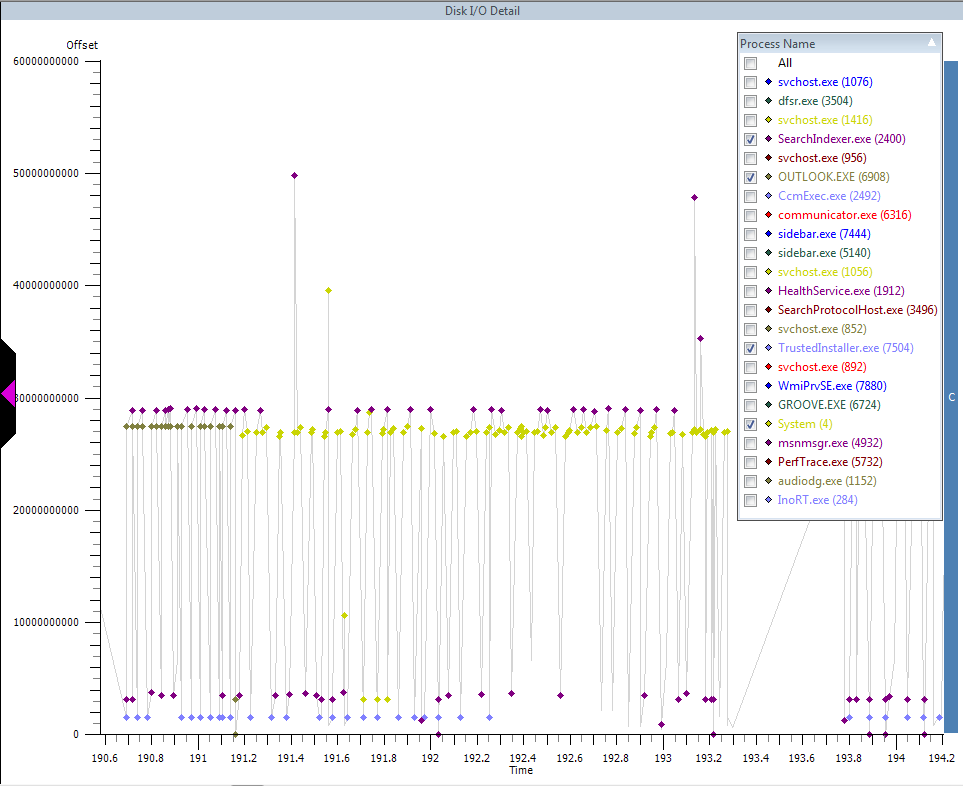 Disk I/O Detail
Offset
60000000000
50000000000
40000000000
30000000000
20000000000
10000000000
0
190.6 190.8 191 191.2 191.4 191.6 191.8 192 192.2 192.4 192.6 192.8 193 193.2 193.4 193.6 193.8 194 194.2
Time
Process Name
All
svchost.exe (1076)
dfsr.exe (3504)
svchost.exe (1416)
SearchIndexer.exe (2400)
svchost.exe (956)
OUTLOOK.EXE (6908)
CcmExec.exe (2492)
communicator.exe (6316)
sidebar.exe (7444)
sidebar.exe (5140)
svchost.exe (1056)
HealthService.exe (1912)
SearchProtocolHost.exe (3496)
svchost.exe (852)
TrustedInstaller.exe (7504)
svchost.exe (892)
WmiPrvSE.exe (7880)
GROOVE.EXE (6724)
System (4)
msnmsgr.exe (4932)
PerfTrace.exe (5732)
audiodg.exe (1152)
InoRT.exe (284)
C